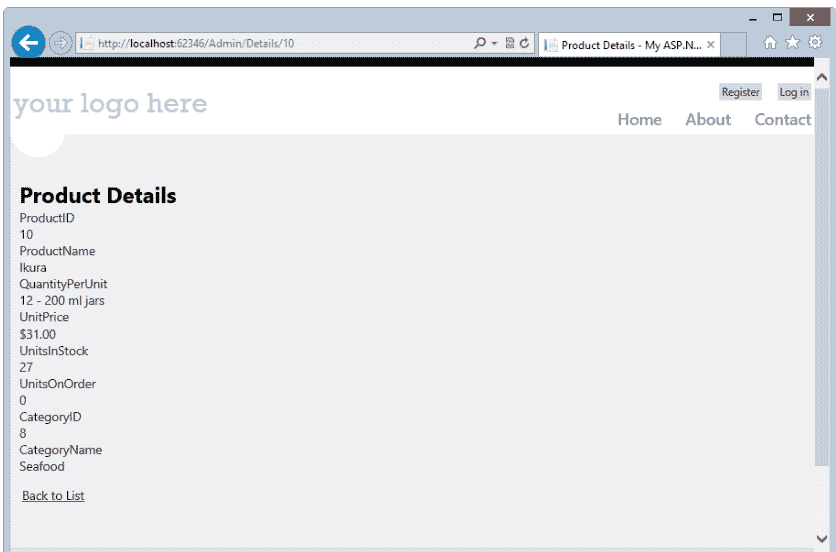 http://localhost:62346/Admin/Details/10
Product Details - My ASP.N...
Register Log in
your logo here
Home About Contact
Product Details
ProductID
10
ProductName
Ikura
QuantityPerUnit
12 - 200 ml jars
UnitPrice
$31.00
UnitsInStock
27
UnitsOnOrder
0
CategoryID
8
CategoryName
Seafood
Back to List